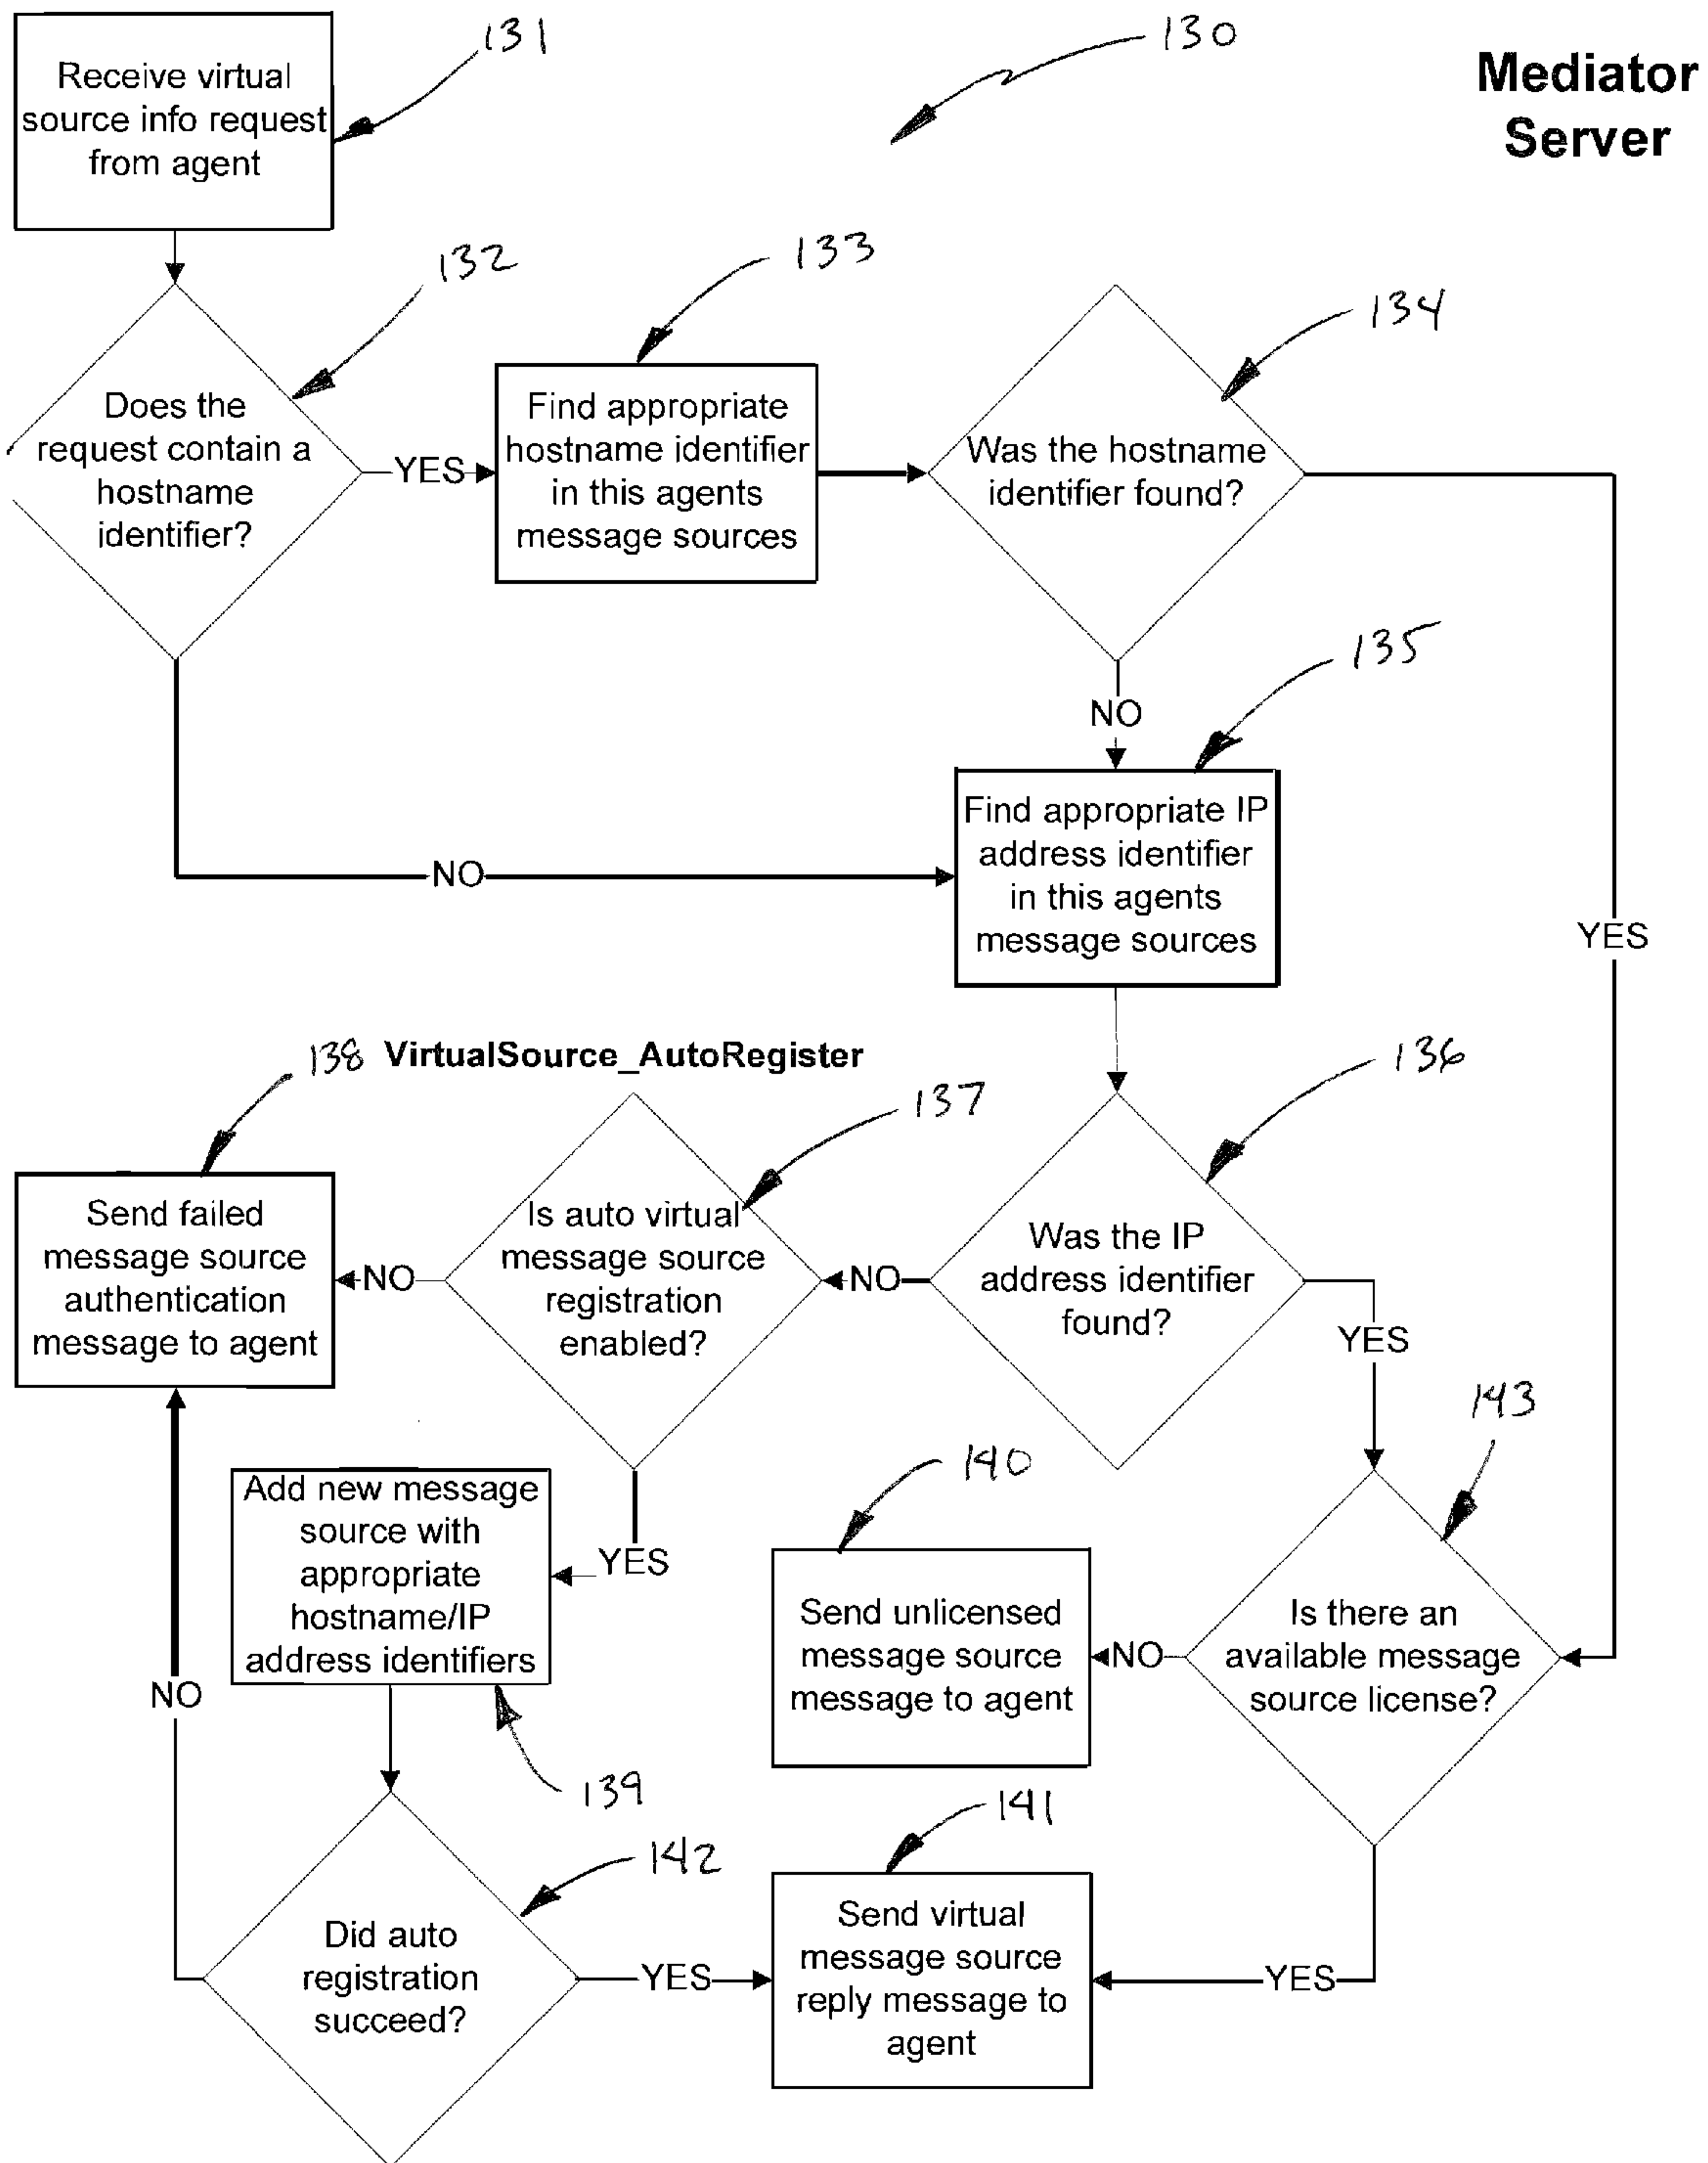 131
130
Mediator
Server
Receive virtual
source info request
from agent
132
133
134
Does the
request contain a
hostname
identifier?
YES
Find appropriate
hostname identifier
in this agents
message sources
Was the hostname
identifier found?
135
NO
Find appropriate IP
address identifier
in this agents
message sources
NO
YES
138
VirtualSource_AutoRegister
137
136
Send failed
message source
authentication
message to agent
NO
Is auto virtual
message source
registration
enabled?
NO
Was the IP
address identifier
found?
YES
143
140
Add new message
source with
appropriate
hostname/IP
address identifiers
YES
Send unlicensed
message source
message to agent
NO
Is there an
available message
source license?
NO
139
141
142
Did auto
registration
succeed?
YES
Send virtual
message source
reply message to
agent
YES